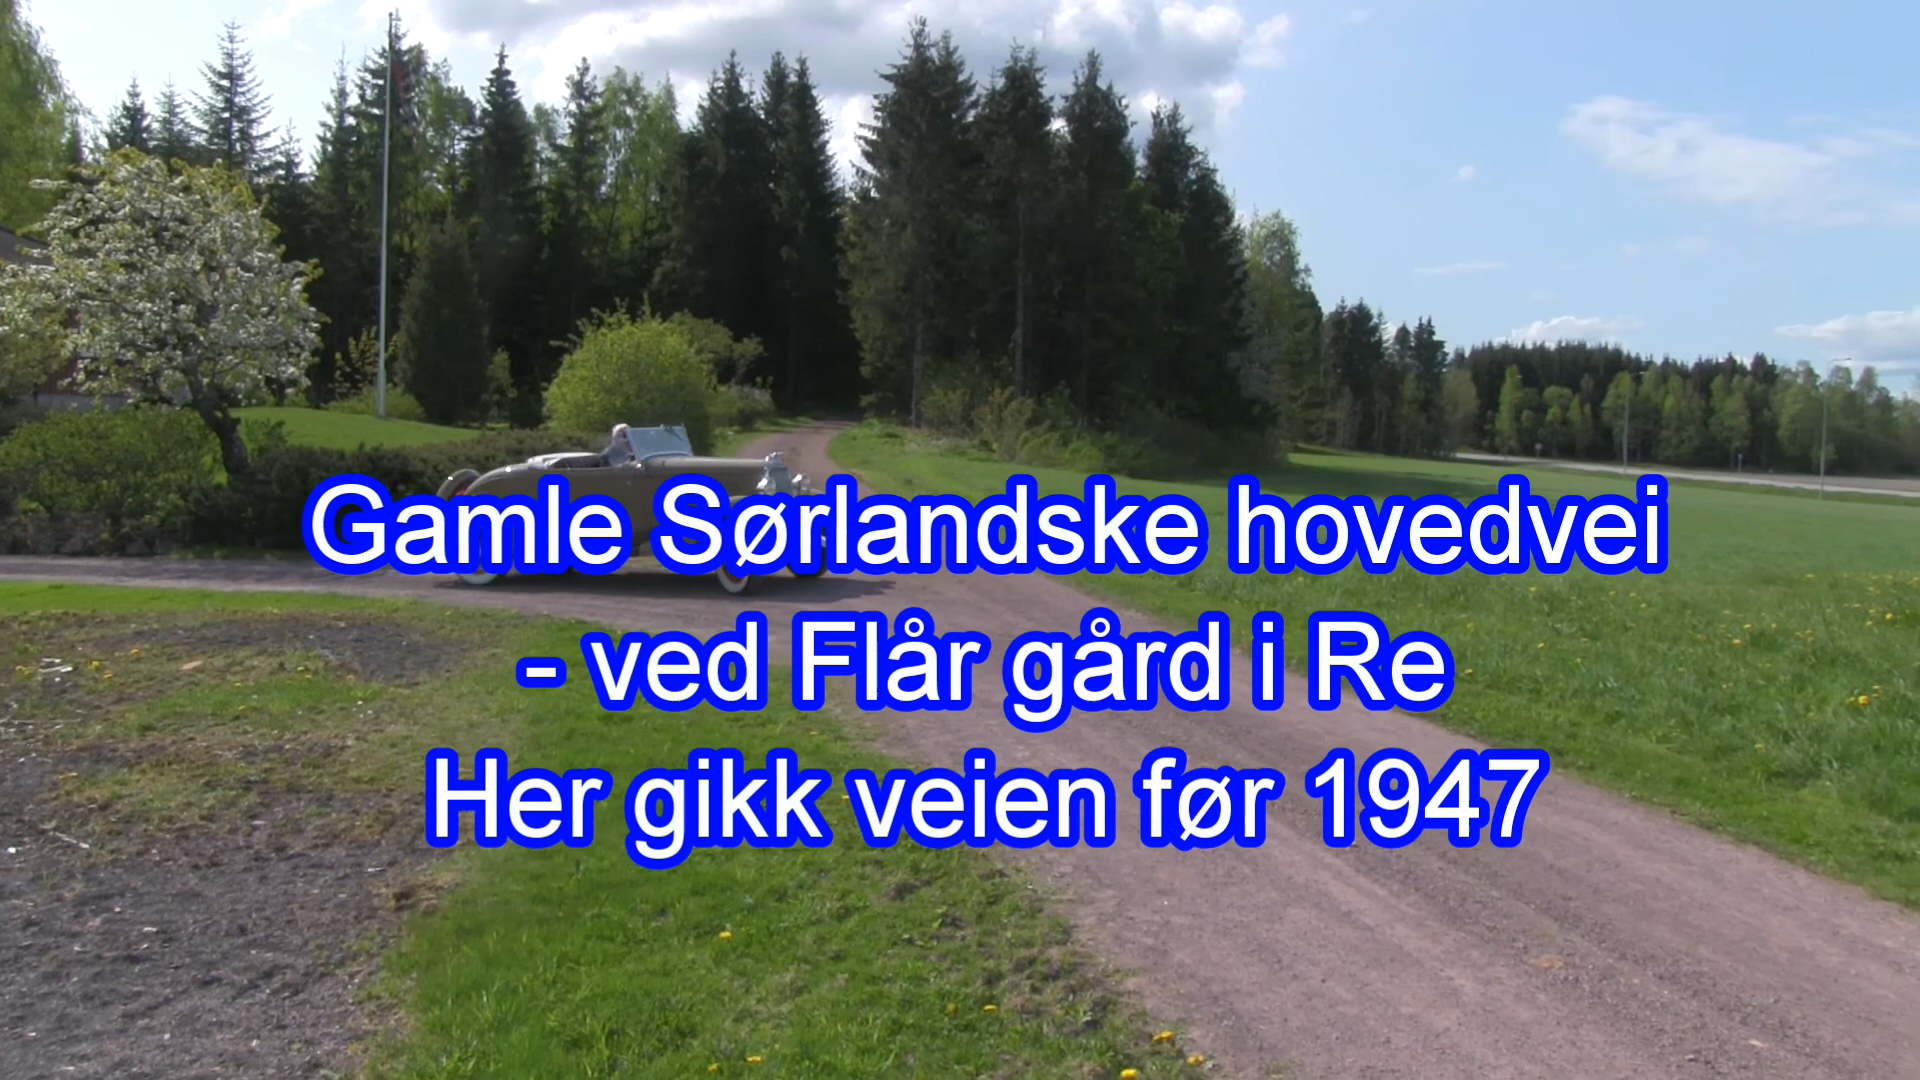 Gamle Sørlandske hovedvei
- ved Flår gård i Re
Her gikk veien før 1947